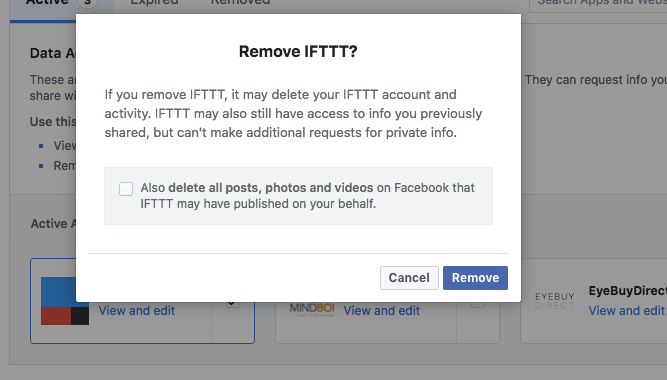 Active 3 Expired Removed Search Apps and Webs
Remove IFTTT?
Data A
These a They can request info you
share wi
If you remove IFTTT, it may delete your IFTTT account and
activity. IFTTT may also still have access to info you previously
shared, but can't make additional requests for private info.
Use this
View
Rem
Also delete all posts, photos and videos on Facebook that
IFTTT may have published on your behalf.
Active A
Cancel Remove
EyeBuyDirect
EYEBUY
DIRECT
MINDBO
View and edit View and edit View and edit